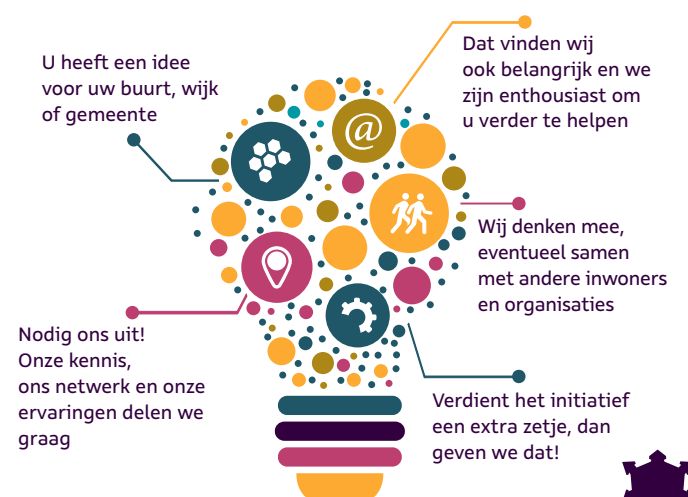 U heeft een idee
voor uw buurt, wijk
of gemeente
Dat vinden wij
ook belangrijk en we
zijn enthousiast om
u verder te helpen
@
Wij denken mee,
eventueel samen
met andere inwoners
en organisaties
Nodig ons uit!
Onze kennis,
ons netwerk en onze
ervaringen delen we
graag
Verdient het initiatief
een extra zetje, dan
geven we dat!